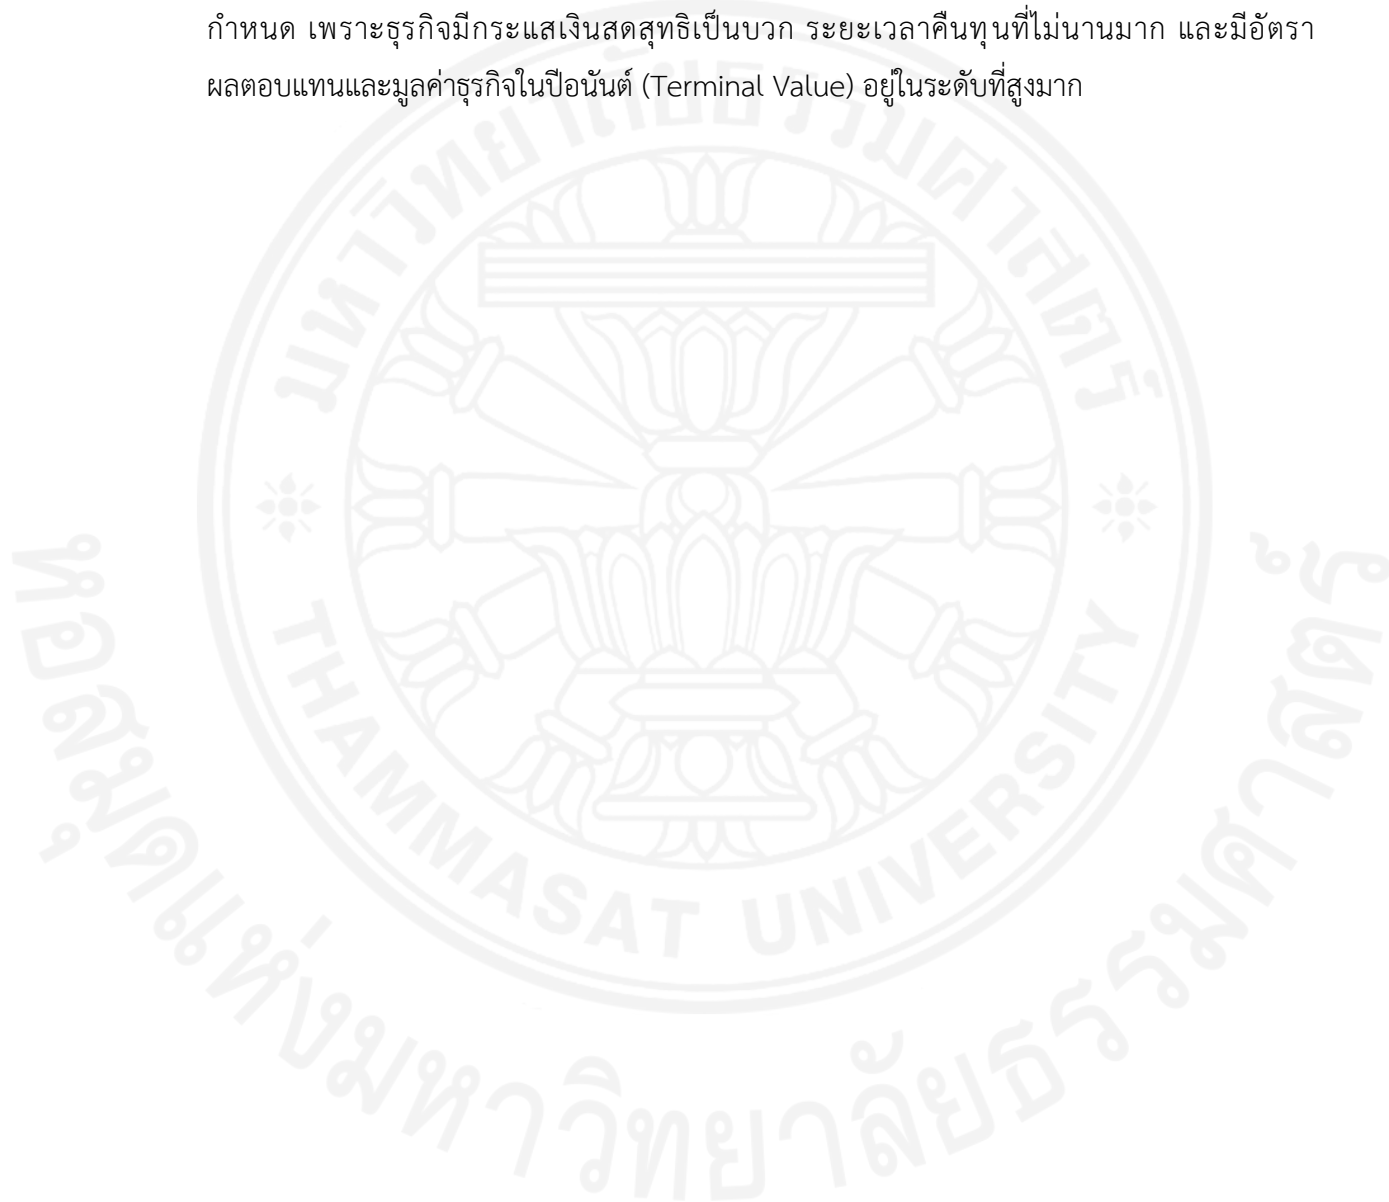 กำหนด เพราะธุรกิจมีกระแสเงินสดสุทธิเป็นบวก ระยะเวลาคืนทุนที่ไม่นานมาก และมีอัตรา
ผลตอบแทนและมูลค่าธุรกิจในปีอนันต์ (Terminal Value) อยู่ในระดับที่สูงมาก
มหาวิทยาลัยธรรมศาสตร์
THAMMASAT UNIVERSITY
หอสมุดแห่งมหาวิทยาลัยธรรมศาสตร์